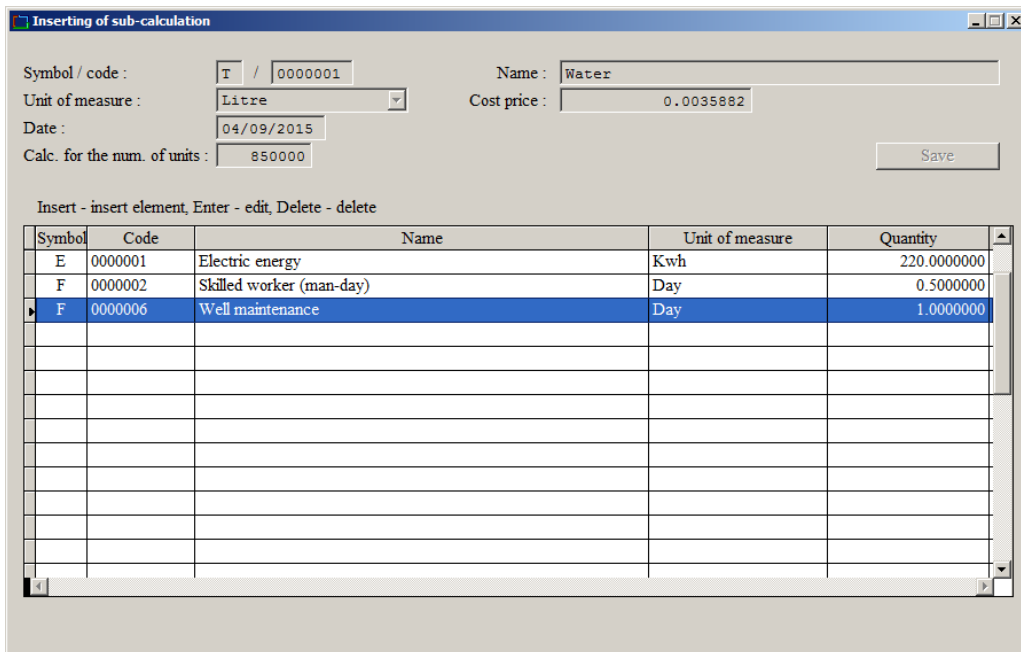 Inserting of sub-calculation
Symbol / code : T / 0000001 Name : Water
Unit of measure : Litre Cost price : 0.0035882
Date : 04/09/2015
Calc. for the num. of units : 850000 Save
Insert - insert element, Enter - edit, Delete - delete
Symbol Code Name Unit of measure Quantity
E 0000001 Electric energy Kwh 220.0000000
F 0000002 Skilled worker (man-day) Day 0.5000000
F 0000006 Well maintenance Day 1.0000000